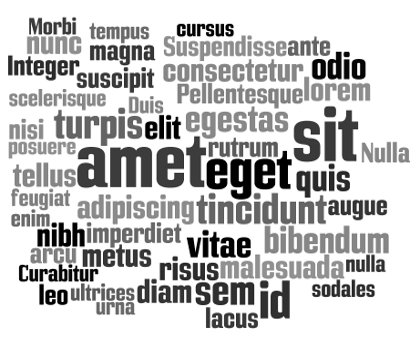 Morbi tempus cursus
nunc magna Suspendisse ante
Integer suscipit consectetur odio
scelerisque Duis Pellentesque lorem
nisi turpis elit egestas sit
posuere amet rutrum Nulla
tellus eget quis
feugiat adipiscing tincidunt augue
enim nibh imperdiet vitae bibendum
arcu metus risus malesuada nulla
Curabitur
leo ultrices diam sem id sodales
urna lacus